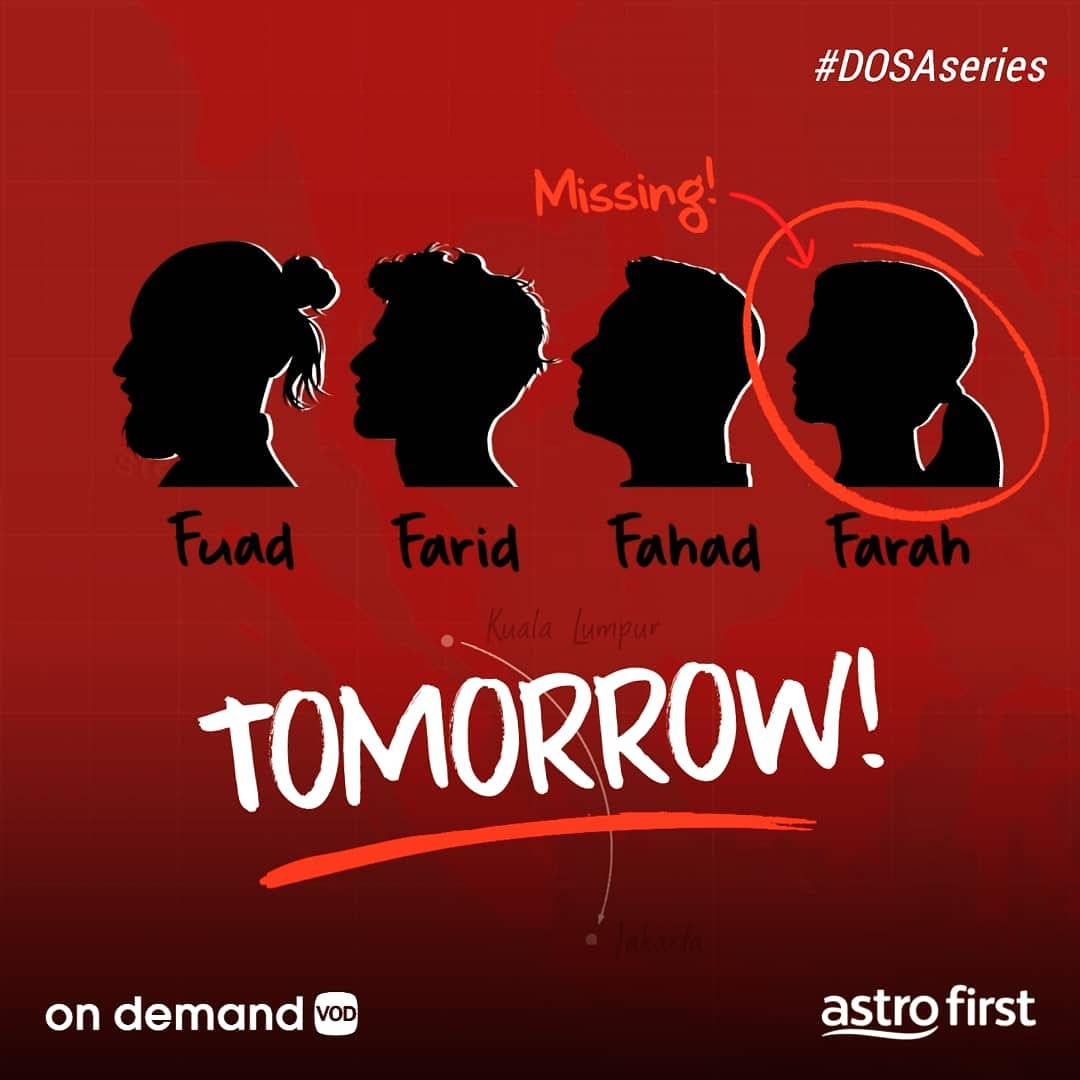 #DOSAseries
Missing!
Fuad
Farid
Fahad
Farah
Kuala Lumpur
TOMORROW!
Jakarta
on demand VOD
astro first